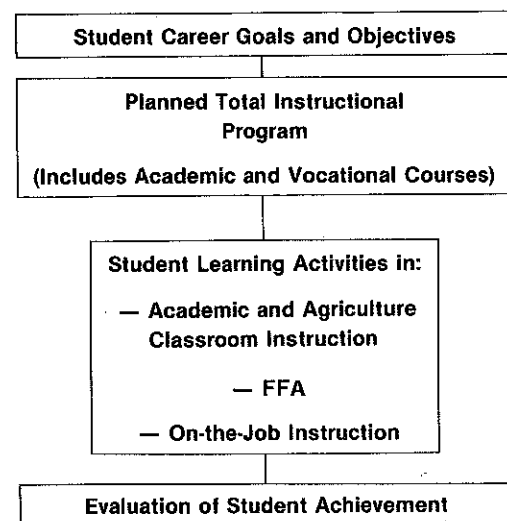 Student Career Goals and Objectives
Planned Total Instructional
Program
(Includes Academic and Vocational Courses)
Student Learning Activities in:
— Academic and Agriculture
Classroom Instruction
— FFA
— On-the-Job Instruction
Evaluation of Student Achievement